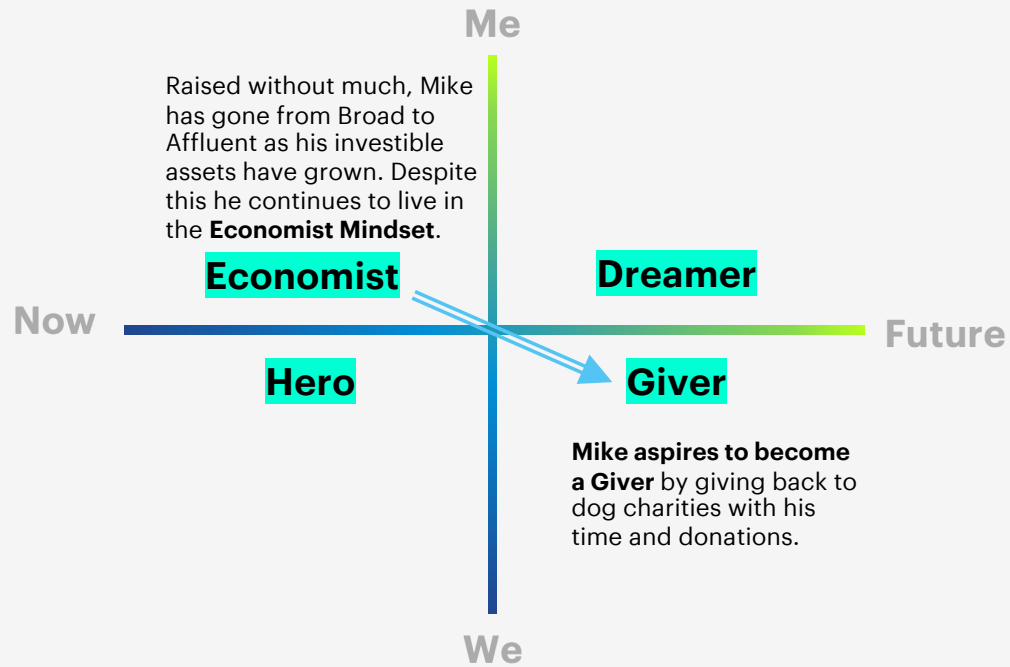 Me
Raised without much, Mike
has gone from Broad to
Affluent as his investible
assets have grown. Despite
this he continues to live in
the Economist Mindset.
Economist
Dreamer
Now
Future
Hero
Giver
Mike aspires to become
a Giver by giving back to
dog charities with his
time and donations.
We